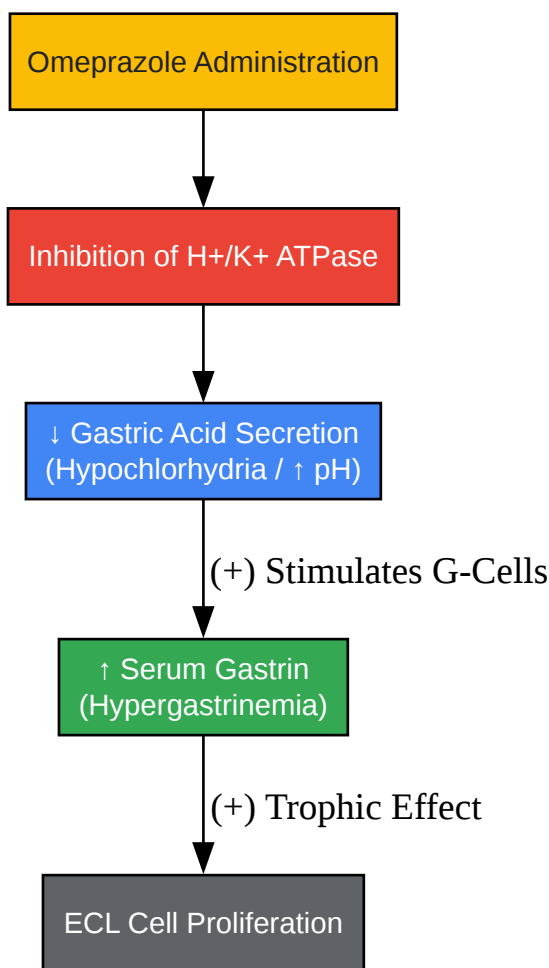 Omeprazole Administration
Inhibition of H+/K+ ATPase
↓ Gastric Acid Secretion
(Hypochlorhydria / ↑ pH)
(+) Stimulates G-Cells
↑ Serum Gastrin
(Hypergastrinemia)
(+) Trophic Effect
ECL Cell Proliferation